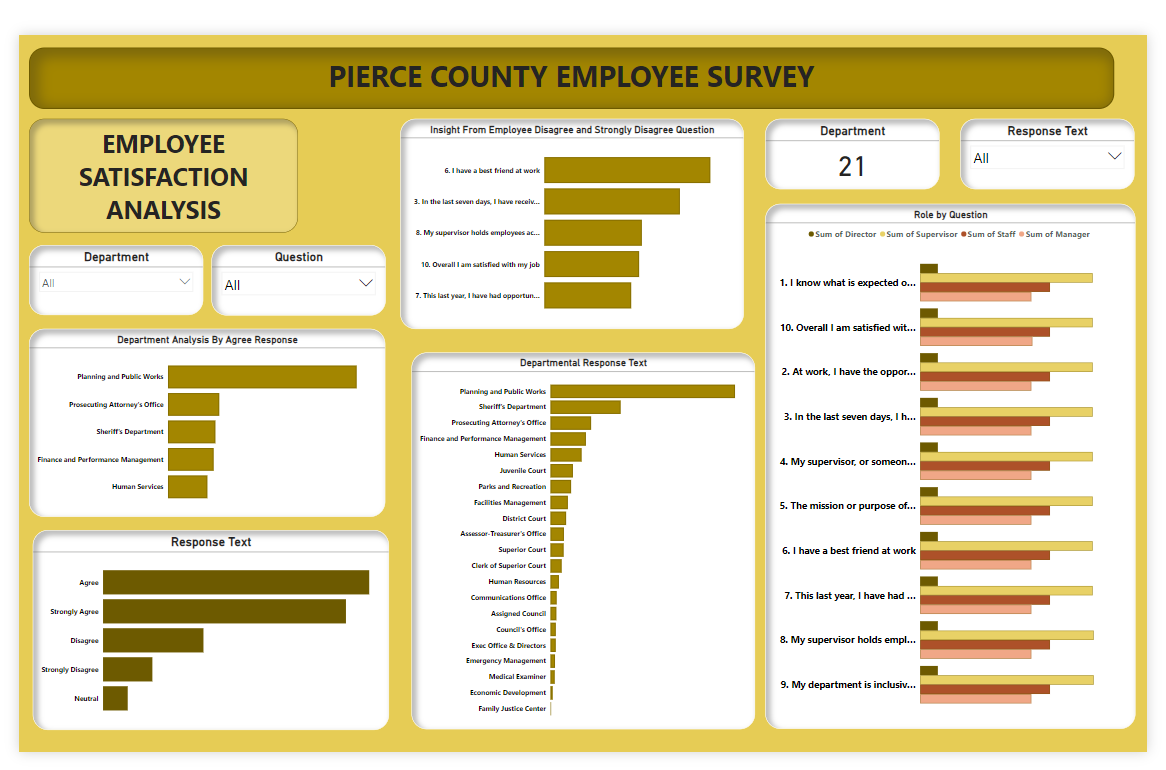 PIERCE COUNTY EMPLOYEE SURVEY
EMPLOYEE
SATISFACTION
ANALYSIS
Department
All
Question
All
Department Analysis By Agree Response
Planning and Public Works
Prosecuting Attorney's Office
Sheriff's Department
Finance and Performance Management
Human Services
Response Text
Agree
Strongly Agree
Disagree
Strongly Disagree
Neutral
Insight From Employee Disagree and Strongly Disagree Question
6. I have a best friend at work
3. In the last seven days, I have receiv...
8. My supervisor holds employees ac...
10. Overall I am satisfied with my job
7. This last year, I have had opportun...
Departmental Response Text
Planning and Public Works
Sheriff's Department
Prosecuting Attorney's Office
Finance and Performance Management
Human Services
Juvenile Court
Parks and Recreation
Facilities Management
District Court
Assessor-Treasurer's Office
Superior Court
Clerk of Superior Court
Human Resources
Communications Office
Assigned Council
Council's Office
Exec Office & Directors
Emergency Management
Medical Examiner
Economic Development
Family Justice Center
Department
21
Response Text
All
Role by Question
Sum of Director Sum of Supervisor Sum of Staff Sum of Manager
1. I know what is expected o...
10. Overall I am satisfied wit...
2. At work, I have the oppor...
3. In the last seven days, I h...
4. My supervisor, or someon...
5. The mission or purpose of...
6. I have a best friend at work
7. This last year, I have had ...
8. My supervisor holds empl...
9. My department is inclusiv...